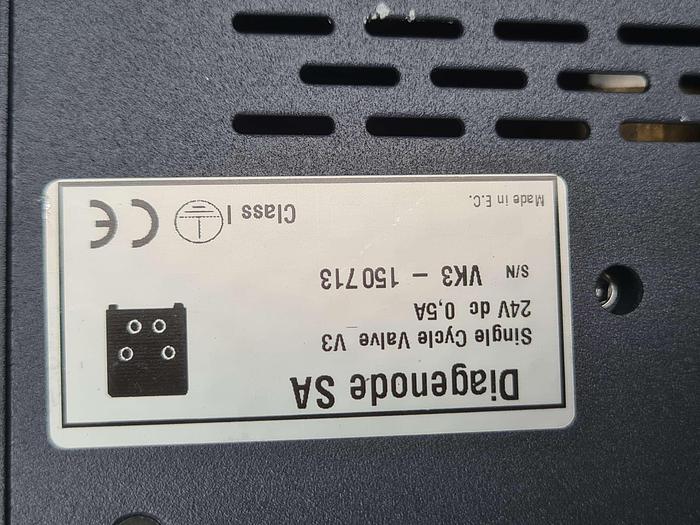 Diagenode SA
Single Cycle Valve V3
24V dc 0,5A
S/N VK3 - 150713
Class I
CE
Made in E.C.